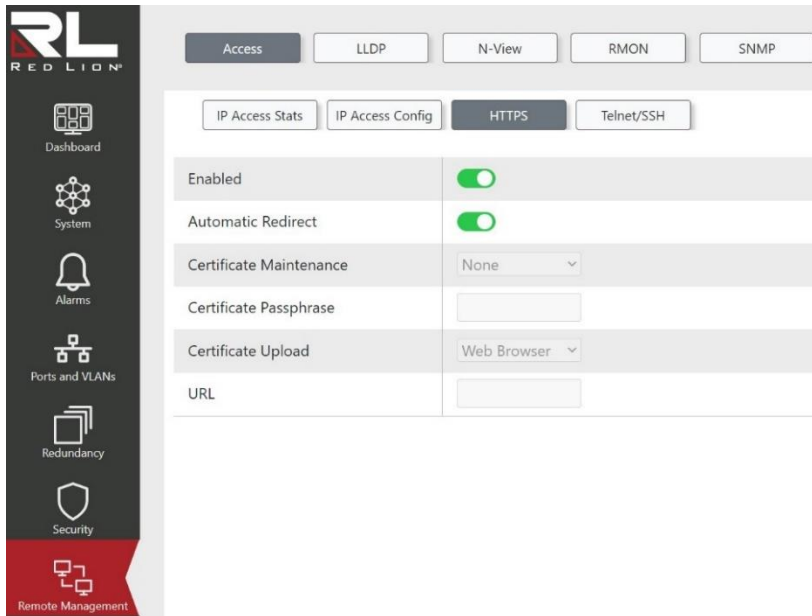 RL
RED LION®
Access
LLDP
N-View
RMON
SNMP
IP Access Stats
IP Access Config
HTTPS
Telnet/SSH
Dashboard
System
Alarms
Ports and VLANs
Redundancy
Security
Remote Management
Enabled
Automatic Redirect
Certificate Maintenance
None
Certificate Passphrase
Certificate Upload
Web Browser
URL